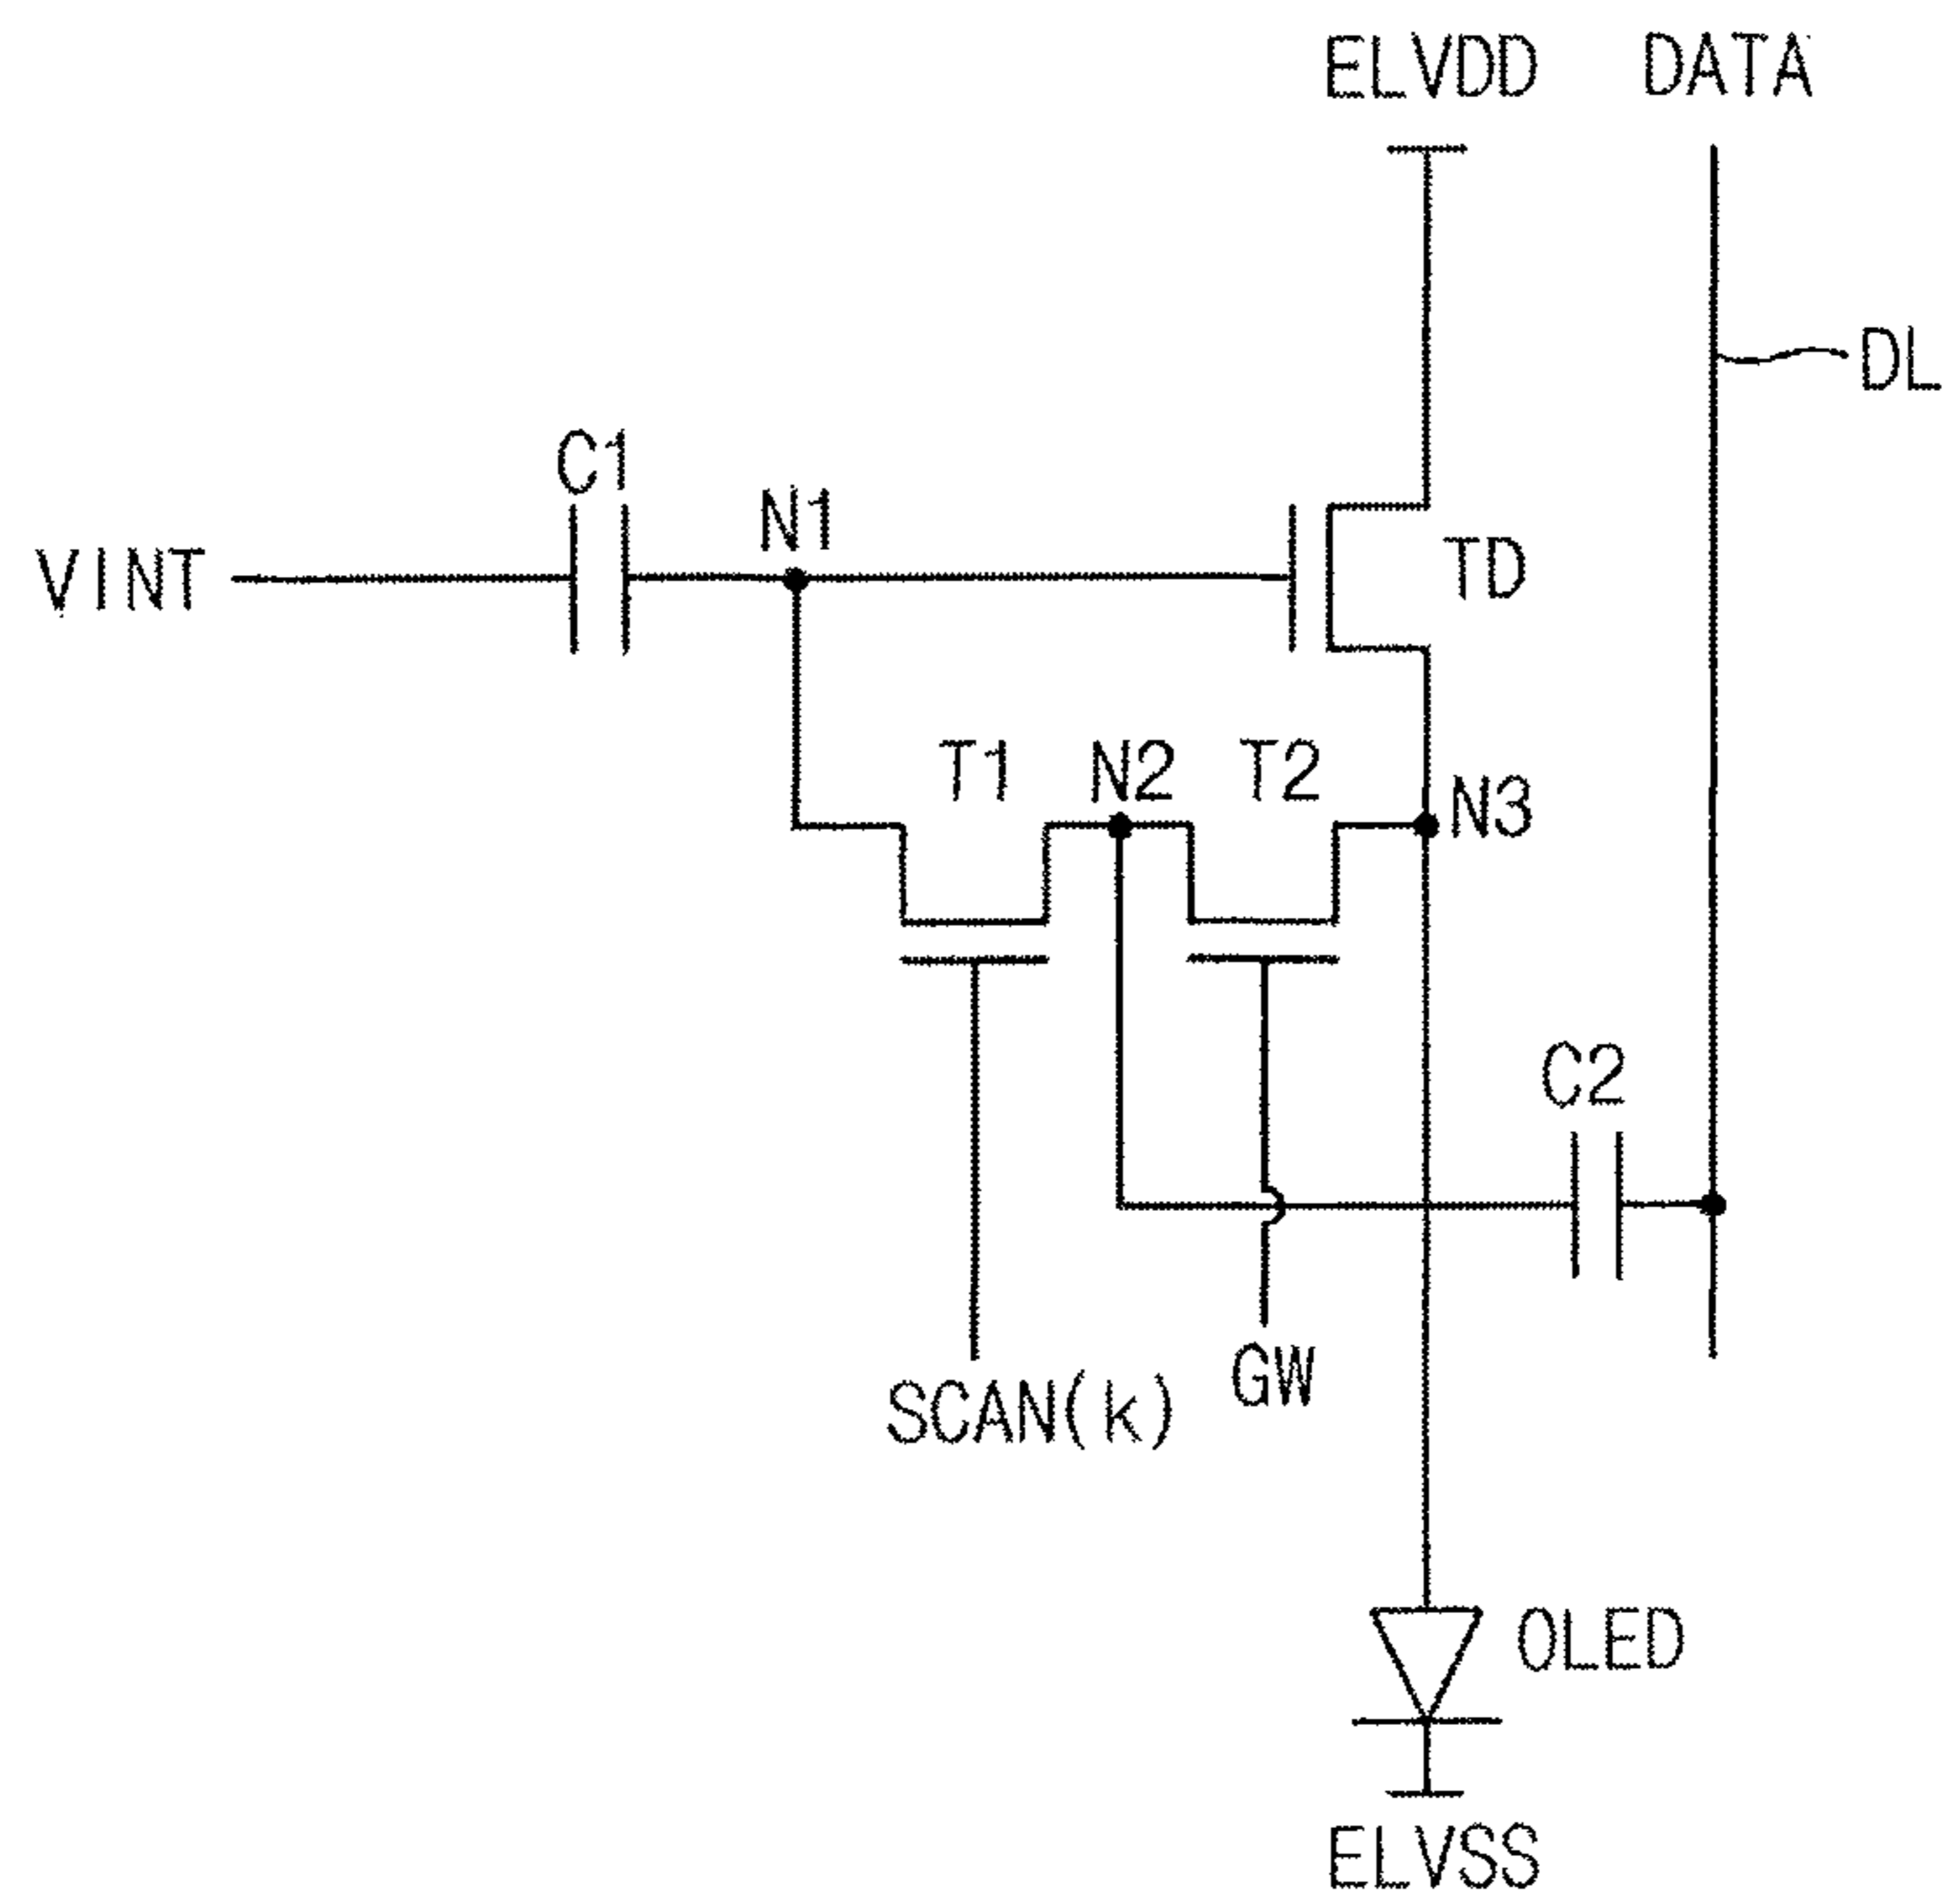 ELVDD
DATA
DL
C1
N1
VINT
TD
T1
N2
T2
N3
C2
GW
SCAN(k)
OLED
ELVSS